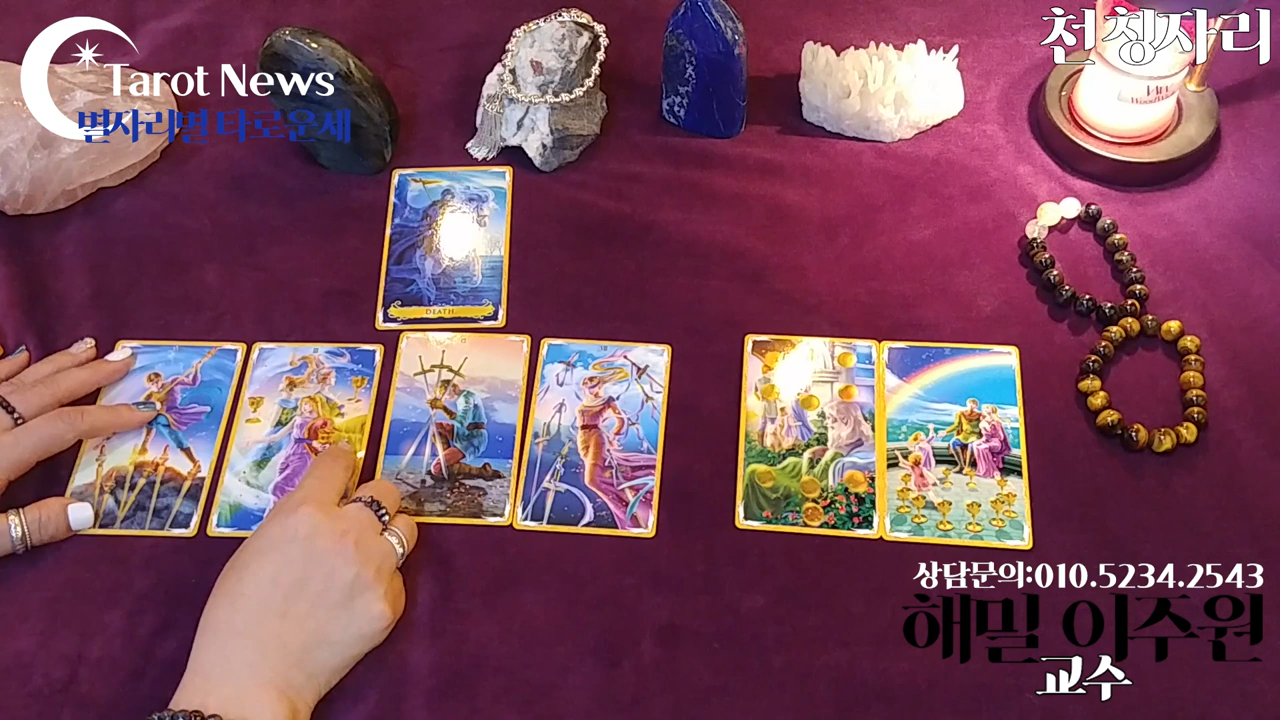 Tarot News
별자리별 타로운세
천칭자리
DEATH
상담문의:010.5234.2543
해밀 이주원
교수